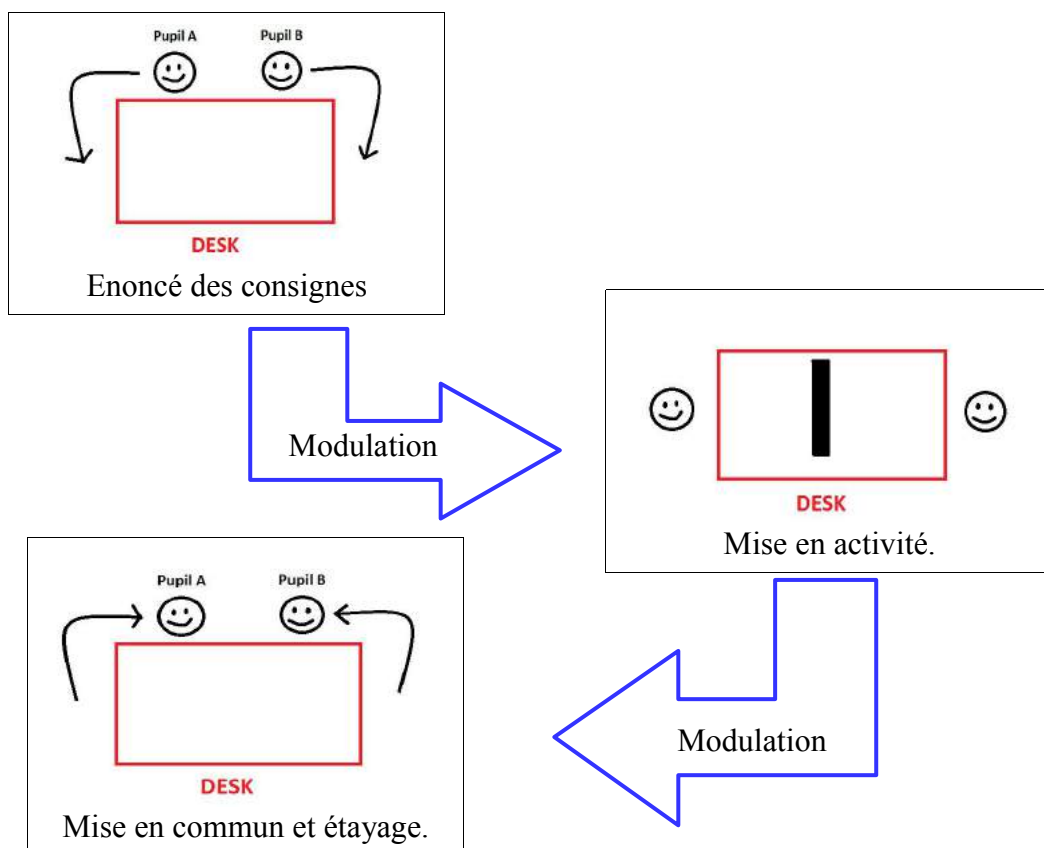 Pupil A Pupil B
DESK
Enoncé des consignes
Modulation
DESK
Mise en activité.
Pupil A Pupil B
DESK
Mise en commun et étayage.
Modulation